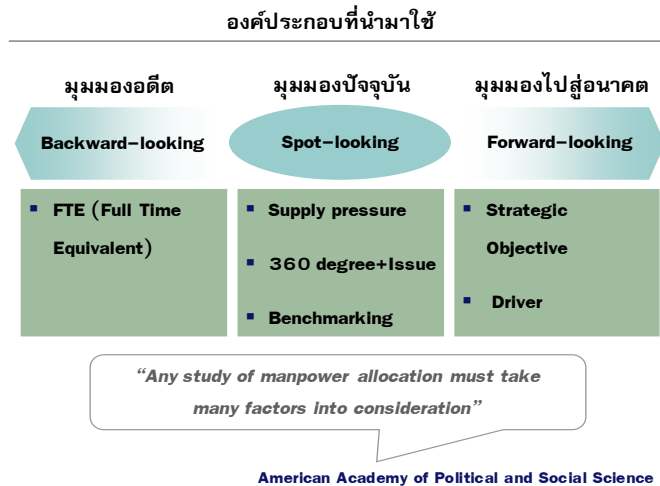 องค์ประกอบที่นำมาใช้
มุมมองอดีต
Backward-looking
FTE (Full Time
Equivalent)
มุมมองปัจจุบัน
Spot-looking
Supply pressure
360 degree+Issue
Benchmarking
มุมมองไปสู่อนาคต
Forward-looking
Strategic
Objective
Driver
“Any study of manpower allocation must take
many factors into consideration”
American Academy of Political and Social Science